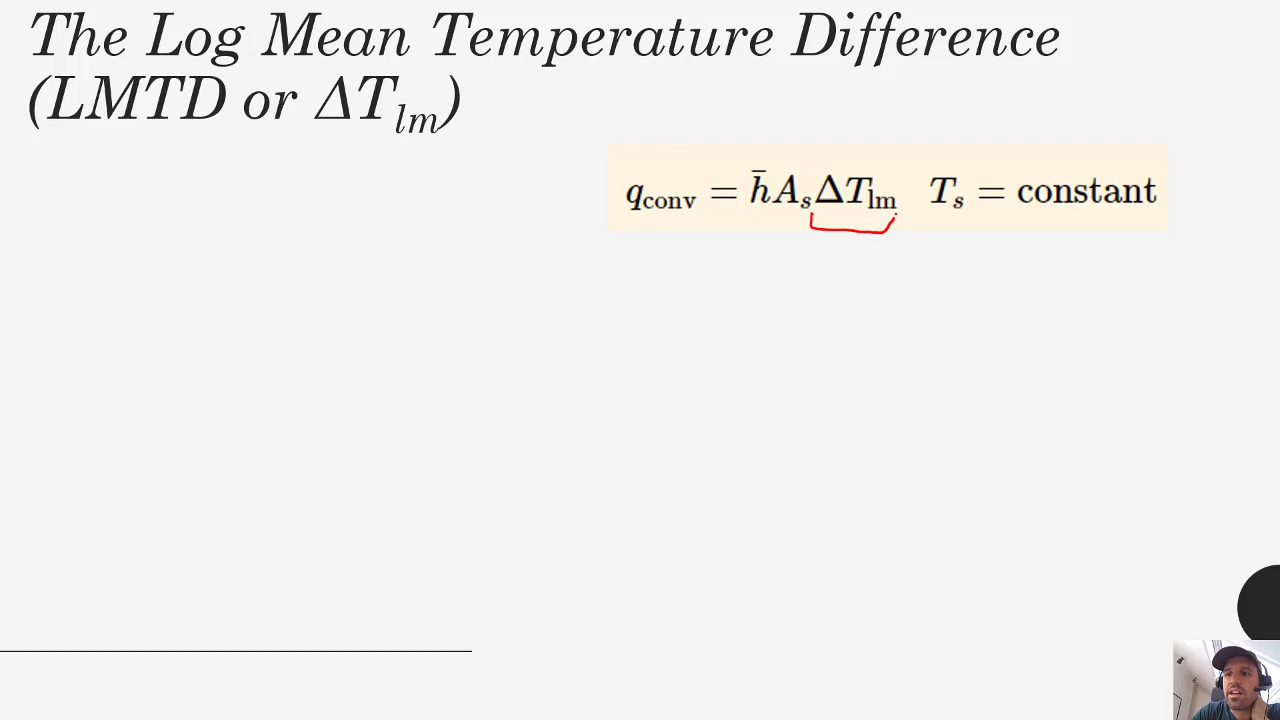 The Log Mean Temperature Difference
(LMTD or ΔT_lm)
q_conv = h̄A_sΔT_lm T_s = constant